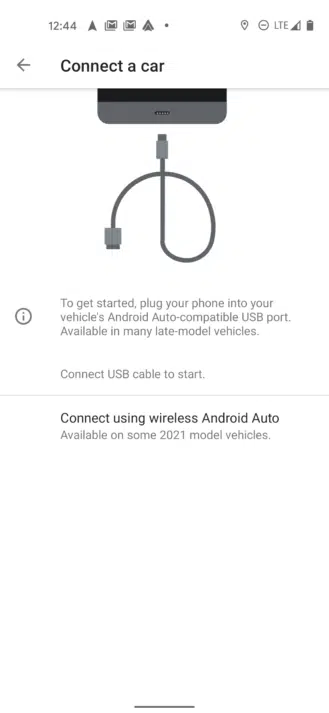 12:44
LTE
Connect a car
To get started, plug your phone into your
vehicle's Android Auto-compatible USB port.
Available in many late-model vehicles.
Connect USB cable to start.
Connect using wireless Android Auto
Available on some 2021 model vehicles.